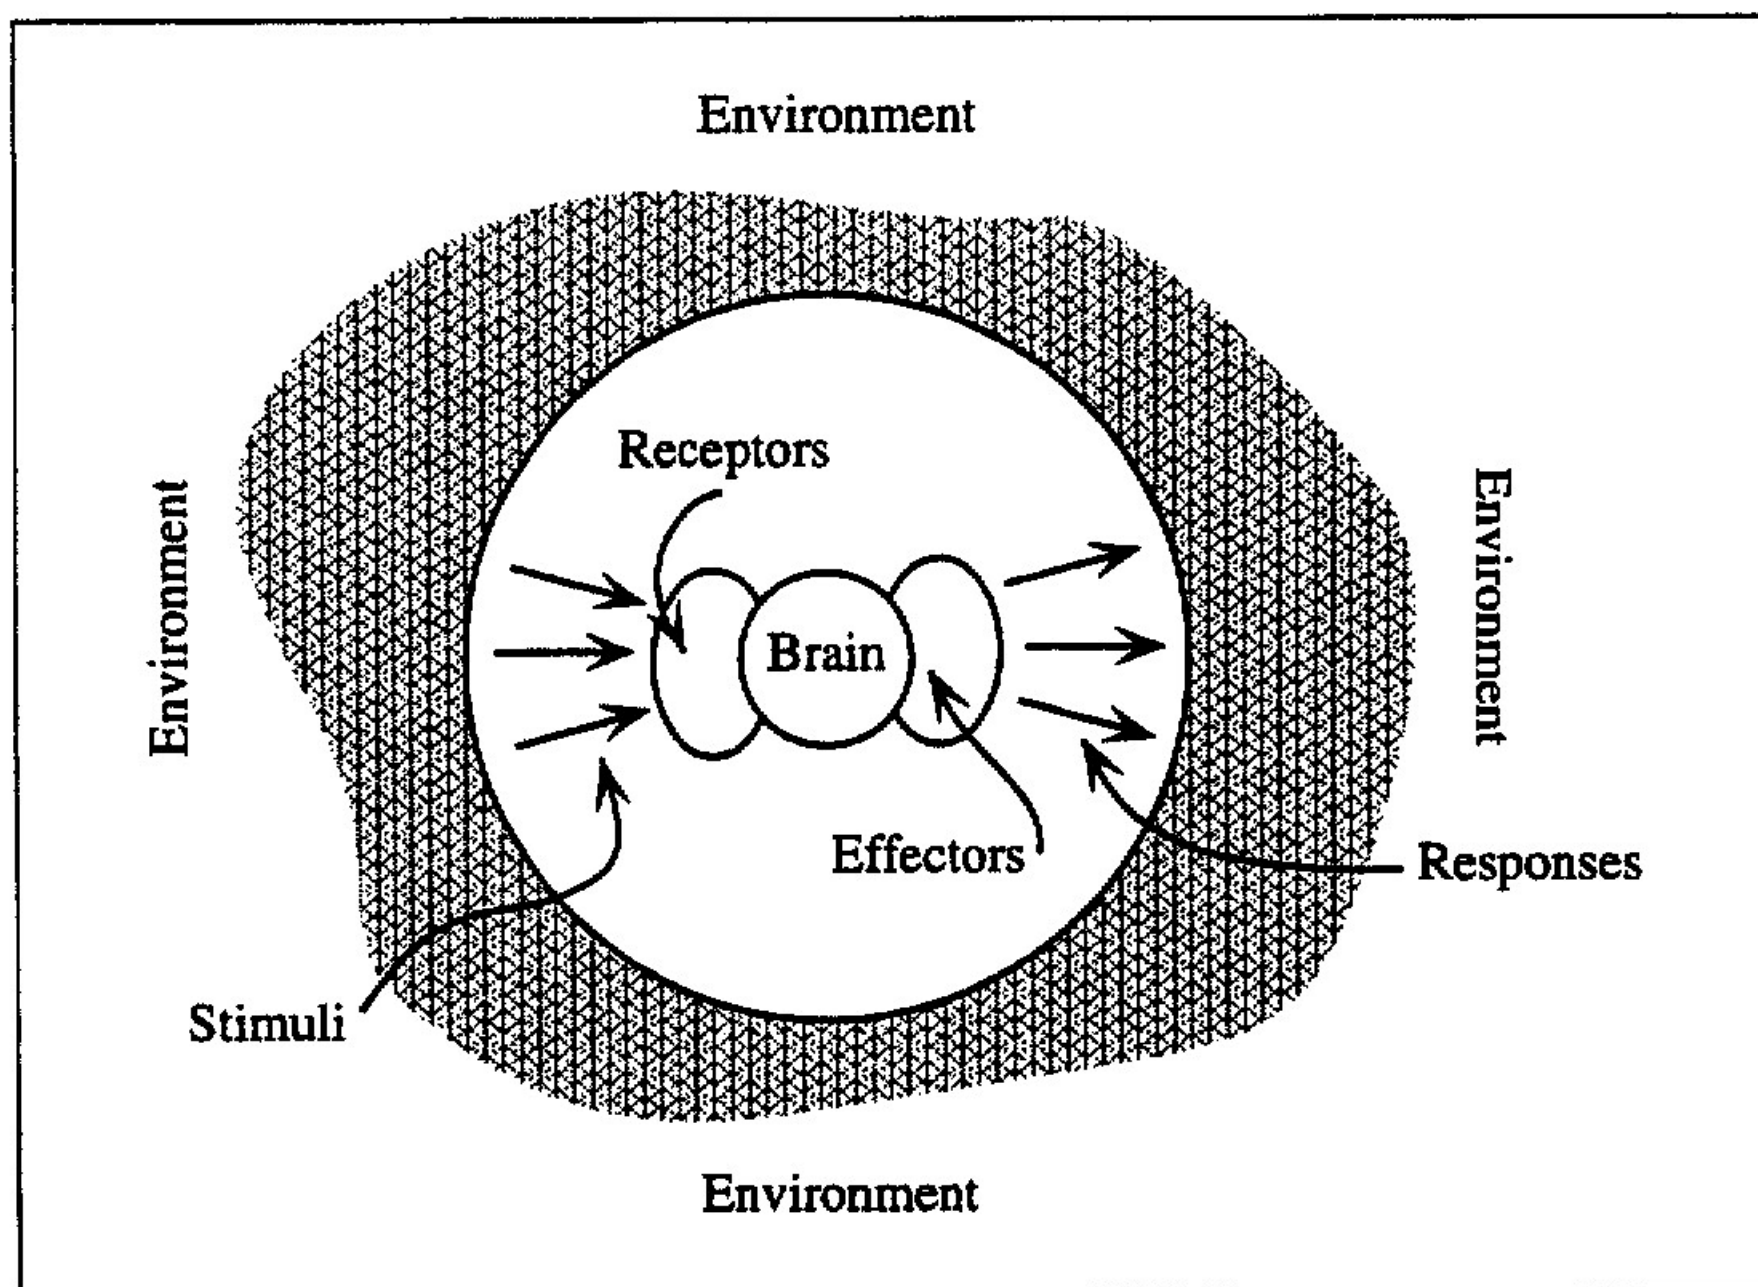 Environment
Receptors
Environment
Environment
Brain
Effectors
Responses
Stimuli
Environment